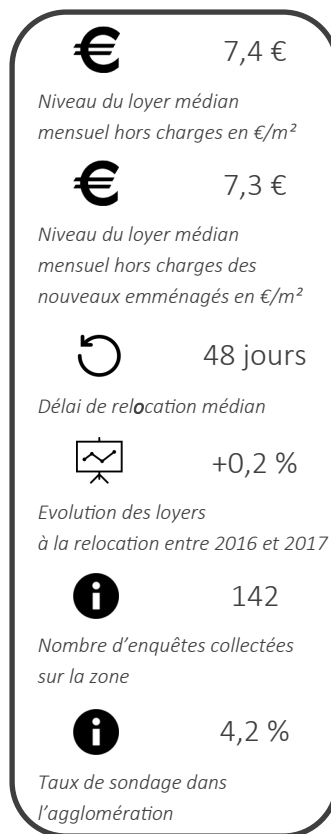 7,4 €
Niveau du loyer médian
mensuel hors charges en €/m²
7,3 €
Niveau du loyer médian
mensuel hors charges des
nouveaux emménagés en €/m²
48 jours
Délai de relocation médian
+0,2 %
Evolution des loyers
à la relocation entre 2016 et 2017
142
Nombre d’enquêtes collectées
sur la zone
4,2 %
Taux de sondage dans
l’agglomération